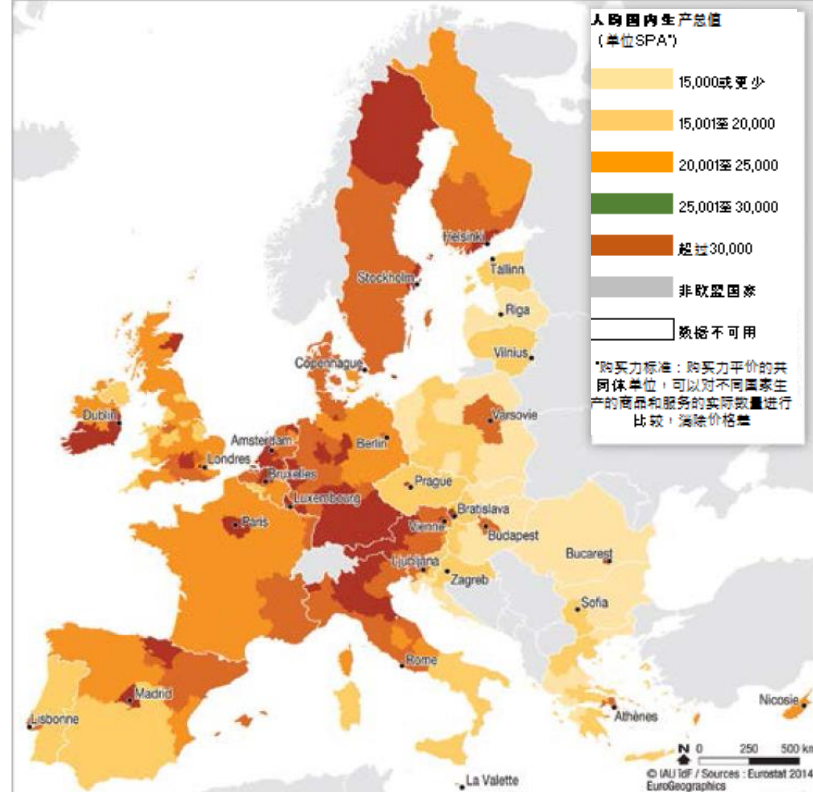 人购国内生产总值
（单位SPA*)
15,000或更少
15,001至 20,000
20,001至 25,000
25,001至 30,000
超过30,000
非欧盟国家
数据不可用
*购买力标准：购买力平价的共
同体单位，可以对不同国家生
产的商品和服务的实际数量进行
比较，消除价格差
Helsinki
Tallinn
Stockholm
Riga
Vilnius
Copenhague
Dublin
Varsovie
Amsterdam
Berlin
Londres
Bruxelles
Prague
Luxembourg
Paris
Bratislava
Vienne
Budapest
Ljubljana
Bucarest
Zagreb
Sofia
Rome
Madrid
Lisbonne
Athènes
Nicosie
La Valette
N 0 250 500 km
© IAU îdF / Sources : Eurostat 2014
EuroGeographics